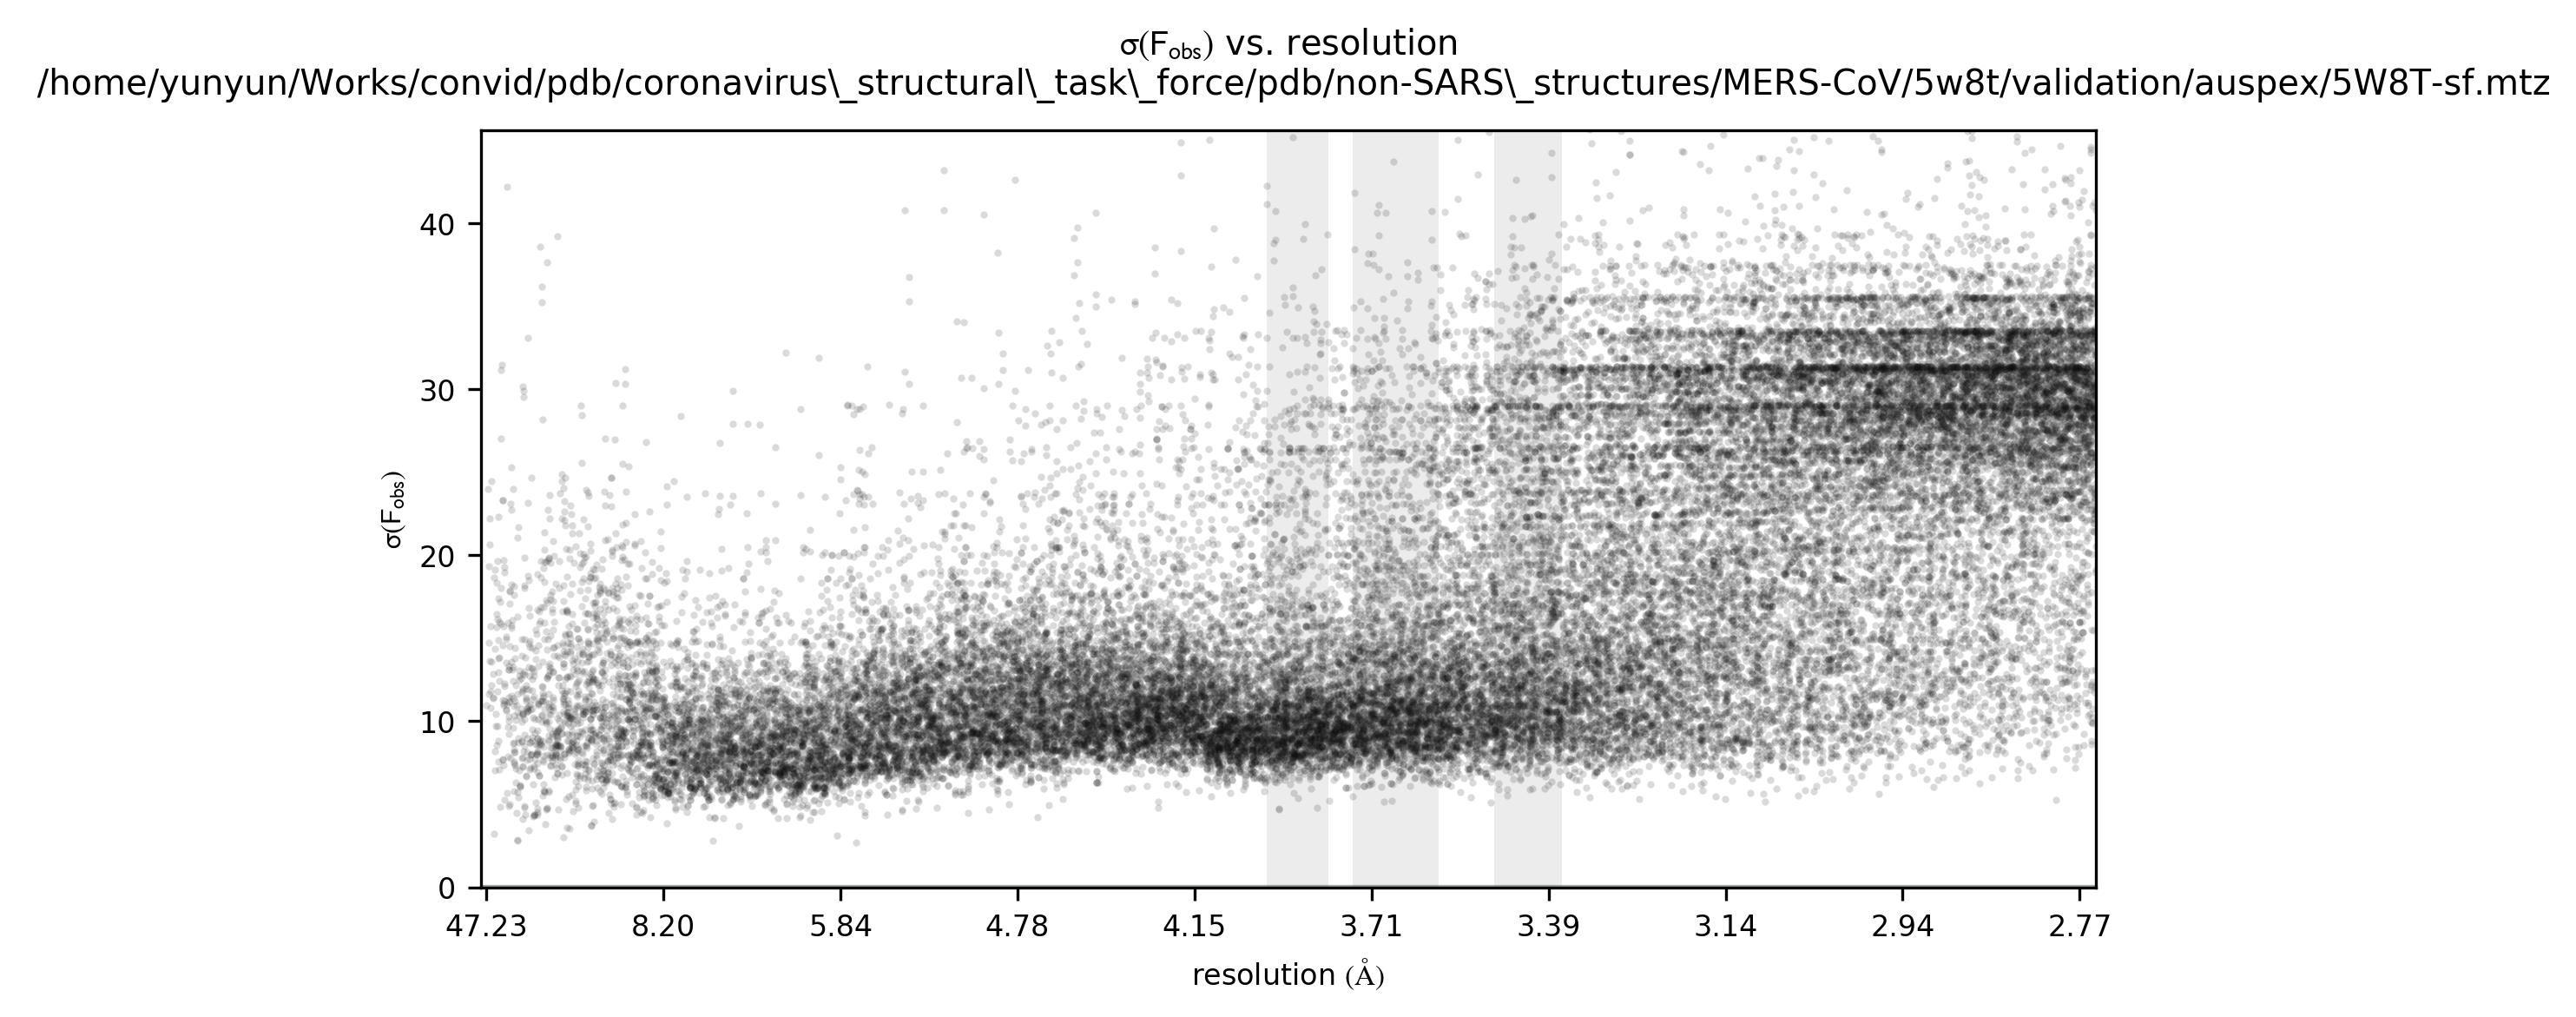 σ(Fobs) vs. resolution
/home/yunyun/Works/convid/pdb/coronavirus\_structural\_task\_force/pdb/non-SARS\_structures/MERS-CoV/5w8t/validation/auspex/5W8T-sf.mtz
σ(Fobs)
40
30
20
10
0
47.23 8.20 5.84 4.78 4.15 3.71 3.39 3.14 2.94 2.77
resolution (Å)